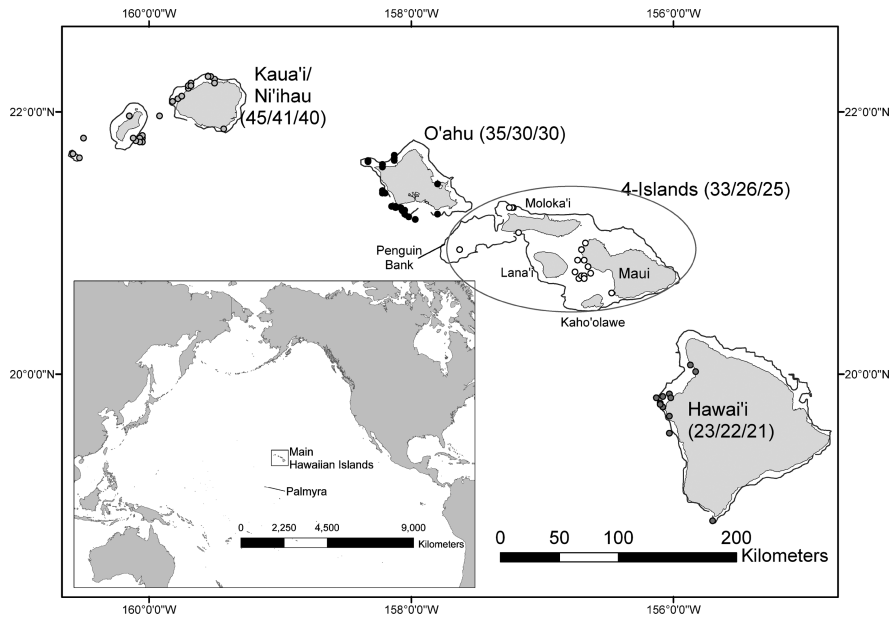 160°0'0"W 158°0'0"W 156°0'0"W
Kaua'i/
Ni'ihau
(45/41/40)
22°0'0"N 22°0'0"N
O'ahu (35/30/30)
4-Islands (33/26/25)
Moloka'i
Penguin
Bank
Lana'i
Maui
Kaho'olawe
20°0'0"N 20°0'0"N
Hawai'i
(23/22/21)
Main
Hawaiian Islands
Palmyra
0 2,250 4,500 9,000
Kilometers
0 50 100 200
Kilometers
160°0'0"W 158°0'0"W 156°0'0"W